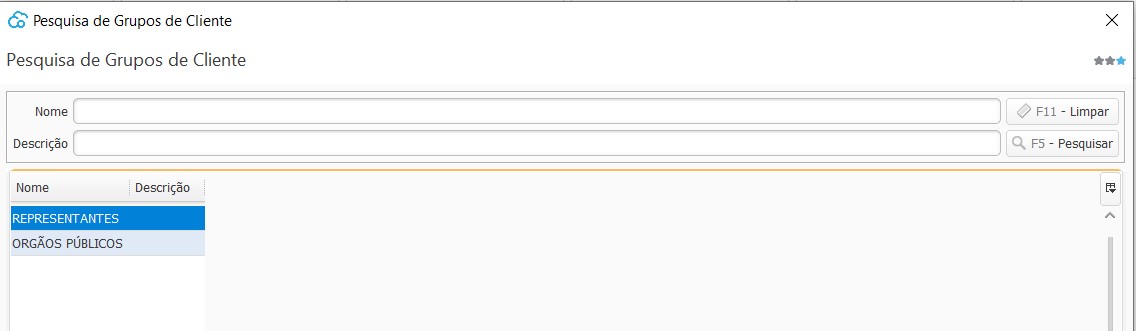 Pesquisa de Grupos de Cliente
Pesquisa de Grupos de Cliente
Nome
F11 - Limpar
Descrição
F5 - Pesquisar
Nome Descrição
REPRESENTANTES
ORGÃOS PÚBLICOS